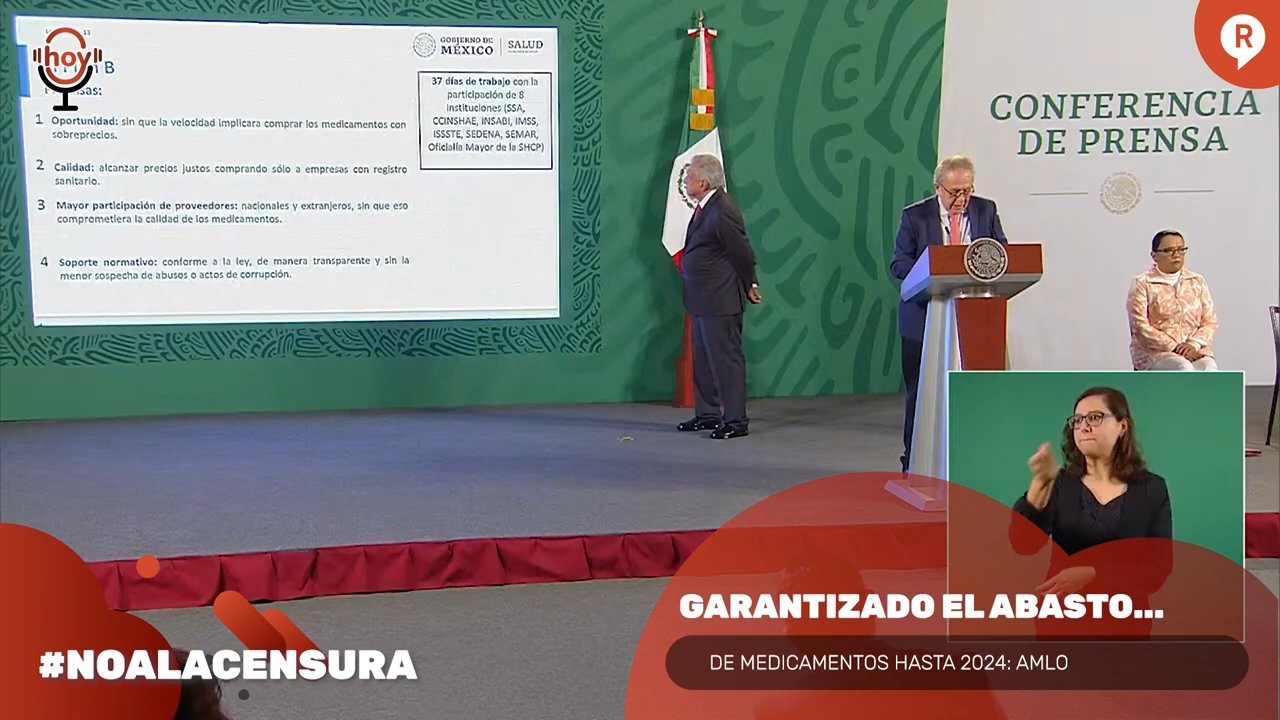 hoy
B
GOBIERNO DE
MÉXICO
SALUD
37 días de trabajo con la
participación de 8
instituciones (SSA,
CCINSHAE, INSABI, IMSS,
ISSSTE, SEDENA, SEMAR,
Oficialía Mayor de la SHCP)
1 Oportunidad: sin que la velocidad implicara comprar los medicamentos con
sobreprecios.
2 Calidad: alcanzar precios justos comprando sólo a empresas con registro
sanitario.
3 Mayor participación de proveedores: nacionales y extranjeros, sin que eso
comprometiera la calidad de los medicamentos.
4 Soporte normativo: conforme a la ley, de manera transparente y sin la
menor sospecha de abusos o actos de corrupción.
R
CONFERENCIA
DE PRENSA
GARANTIZADO EL ABASTO...
DE MEDICAMENTOS HASTA 2024: AMLO
#NOALACENSURA